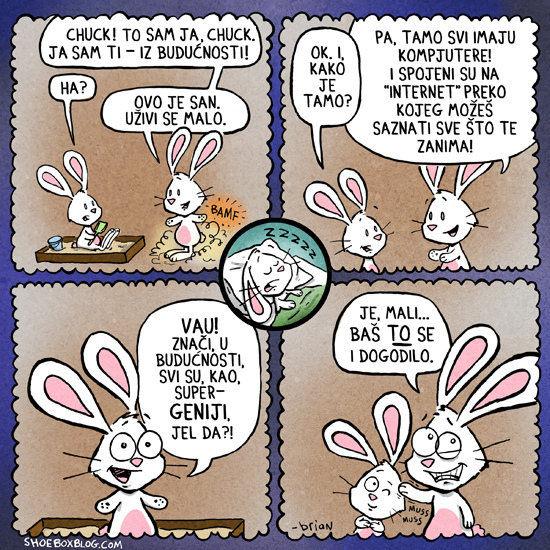 CHUCK! TO SAM JA, CHUCK.
JA SAM TI – IZ BUDUĆNOSTI!
HA?
OVO JE SAN.
UŽIVI SE MALO.
BAMF
OK. I,
KAKO
JE
TAMO?
PA, TAMO SVI IMAJU
KOMPJUTERE!
I SPOJENI SU NA
"INTERNET" PREKO
KOJEG MOŽEŠ
SAZNATI SVE ŠTO TE
ZANIMA!
ZZZZZ
VAU!
ZNAČI, U
BUDUĆNOSTI,
SVI SU, KAO,
SUPER-
GENIJI,
JEL DA?!
JE, MALI...
BAŠ TO SE
I DOGODILO.
MUSS
MUSS
-brian
SHOEBOXBLOG.COM